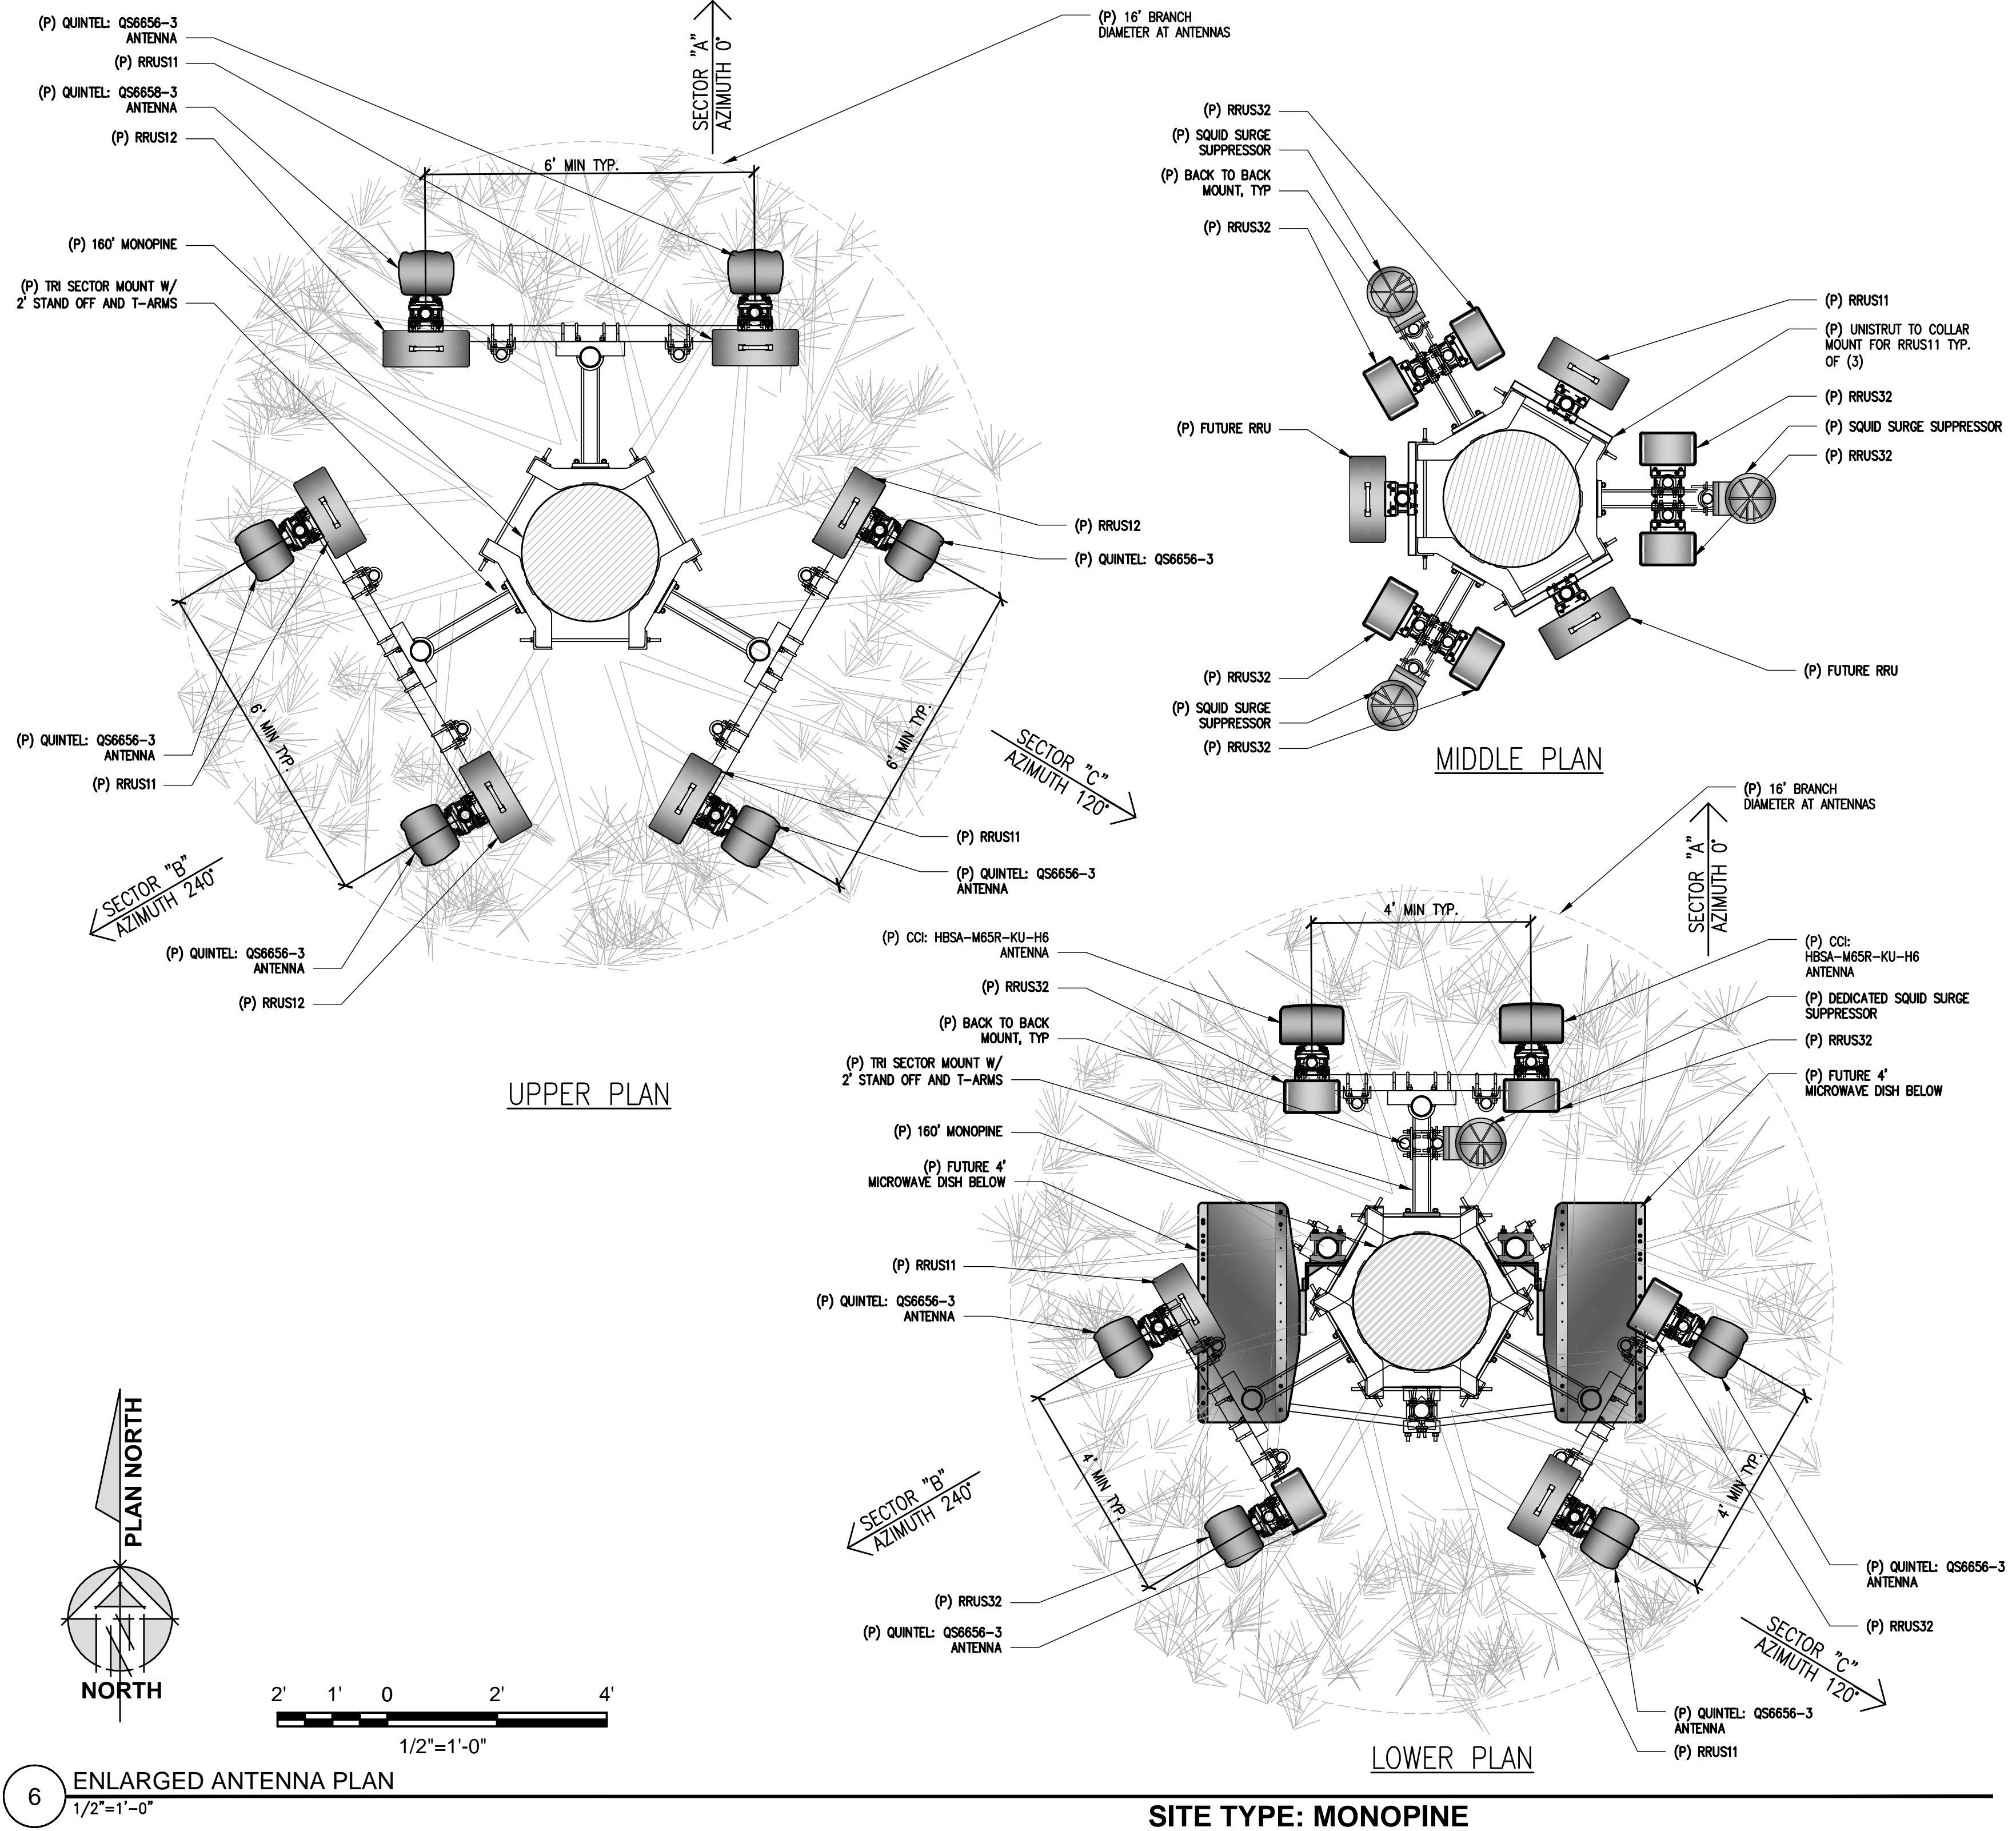 (P) QUINTEL: QS6656-3
ANTENNA
(P) RRUS11
(P) QUINTEL: QS6658-3
ANTENNA
(P) RRUS12
(P) 160' MONOPINE
(P) TRI SECTOR MOUNT W/
2' STAND OFF AND T-ARMS
SECTOR "A"
AZIMUTH 0°
(P) 16' BRANCH
DIAMETER AT ANTENNAS
6' MIN TYP.
(P) RRUS12
(P) QUINTEL: QS6656-3
(P) QUINTEL: QS6656-3
ANTENNA
(P) RRUS11
6' MIN TYP.
6' MIN TYP.
SECTOR "C"
AZIMUTH 120°
(P) RRUS11
(P) QUINTEL: QS6656-3
ANTENNA
SECTOR "B"
AZIMUTH 240°
(P) QUINTEL: QS6656-3
ANTENNA
(P) RRUS12
UPPER PLAN
(P) RRUS32
(P) SQUID SURGE
SUPPRESSOR
(P) BACK TO BACK
MOUNT, TYP
(P) RRUS32
(P) FUTURE RRU
(P) RRUS11
(P) UNISTRUT TO COLLAR
MOUNT FOR RRUS11 TYP.
OF (3)
(P) RRUS32
(P) SQUID SURGE SUPPRESSOR
(P) RRUS32
(P) FUTURE RRU
(P) RRUS32
(P) SQUID SURGE
SUPPRESSOR
(P) RRUS32
MIDDLE PLAN
(P) 16' BRANCH
DIAMETER AT ANTENNAS
SECTOR "A"
AZIMUTH 0°
4' MIN TYP.
(P) CCI: HBSA-M65R-KU-H6
ANTENNA
(P) RRUS32
(P) BACK TO BACK
MOUNT, TYP
(P) TRI SECTOR MOUNT W/
2' STAND OFF AND T-ARMS
(P) 160' MONOPINE
(P) FUTURE 4'
MICROWAVE DISH BELOW
(P) RRUS11
(P) QUINTEL: QS6656-3
ANTENNA
(P) CCI:
HBSA-M65R-KU-H6
ANTENNA
(P) DEDICATED SQUID SURGE
SUPPRESSOR
(P) RRUS32
(P) FUTURE 4'
MICROWAVE DISH BELOW
4' MIN TYP.
4' MIN TYP.
SECTOR "B"
AZIMUTH 240°
(P) RRUS32
(P) QUINTEL: QS6656-3
ANTENNA
(P) QUINTEL: QS6656-3
ANTENNA
(P) RRUS32
SECTOR "C"
AZIMUTH 120°
(P) QUINTEL: QS6656-3
ANTENNA
(P) RRUS11
LOWER PLAN
PLAN NORTH
NORTH
2' 1' 0 2' 4'
1/2"=1'-0"
6
ENLARGED ANTENNA PLAN
1/2"=1'-0"
SITE TYPE: MONOPINE